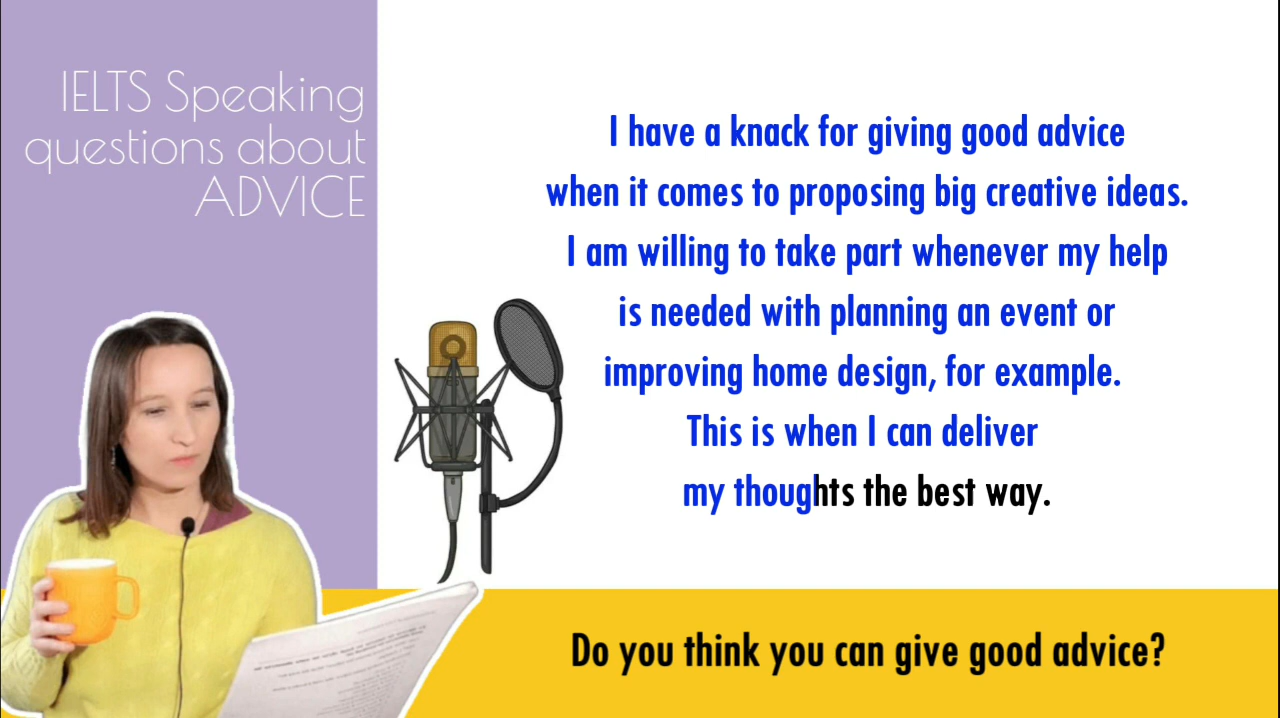 IELTS Speaking
questions about
ADVICE
I have a knack for giving good advice
when it comes to proposing big creative ideas.
I am willing to take part whenever my help
is needed with planning an event or
improving home design, for example.
This is when I can deliver
my thoughts the best way.
Do you think you can give good advice?